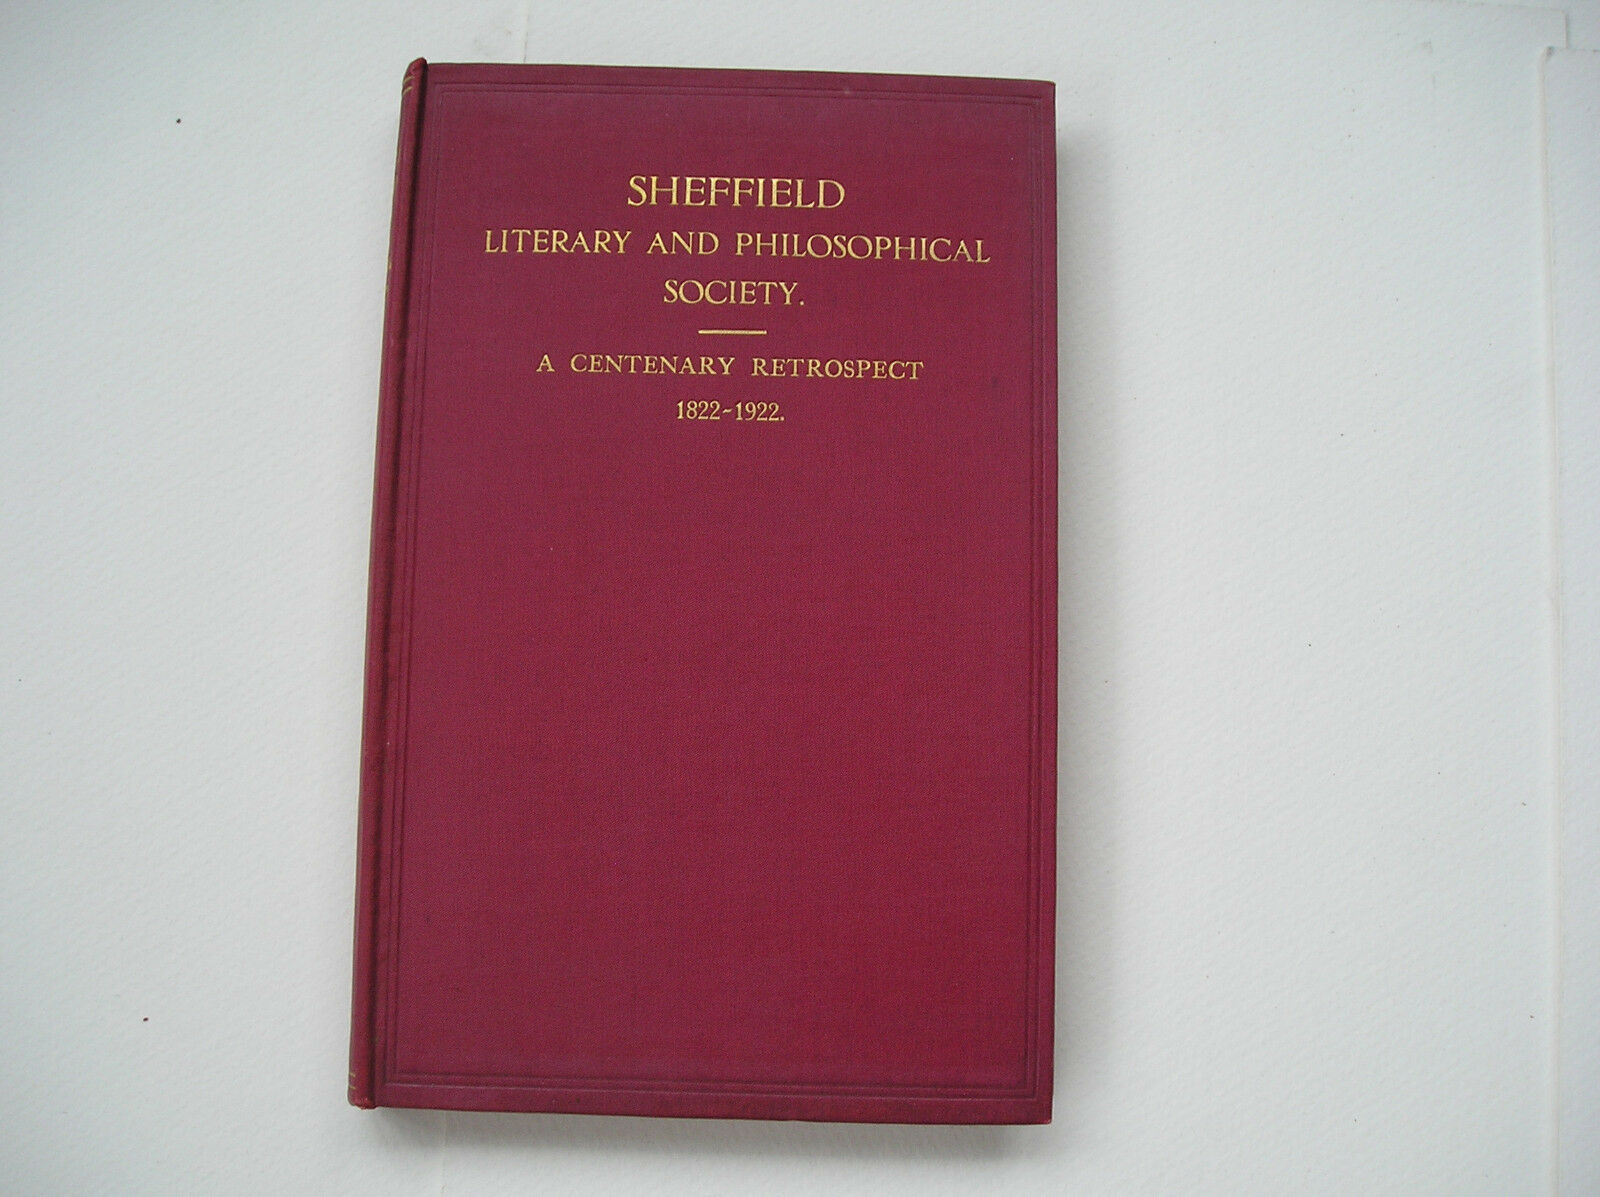 SHEFFIELD
LITERARY AND PHILOSOPHICAL
SOCIETY.
A CENTENARY RETROSPECT
1822-1922.